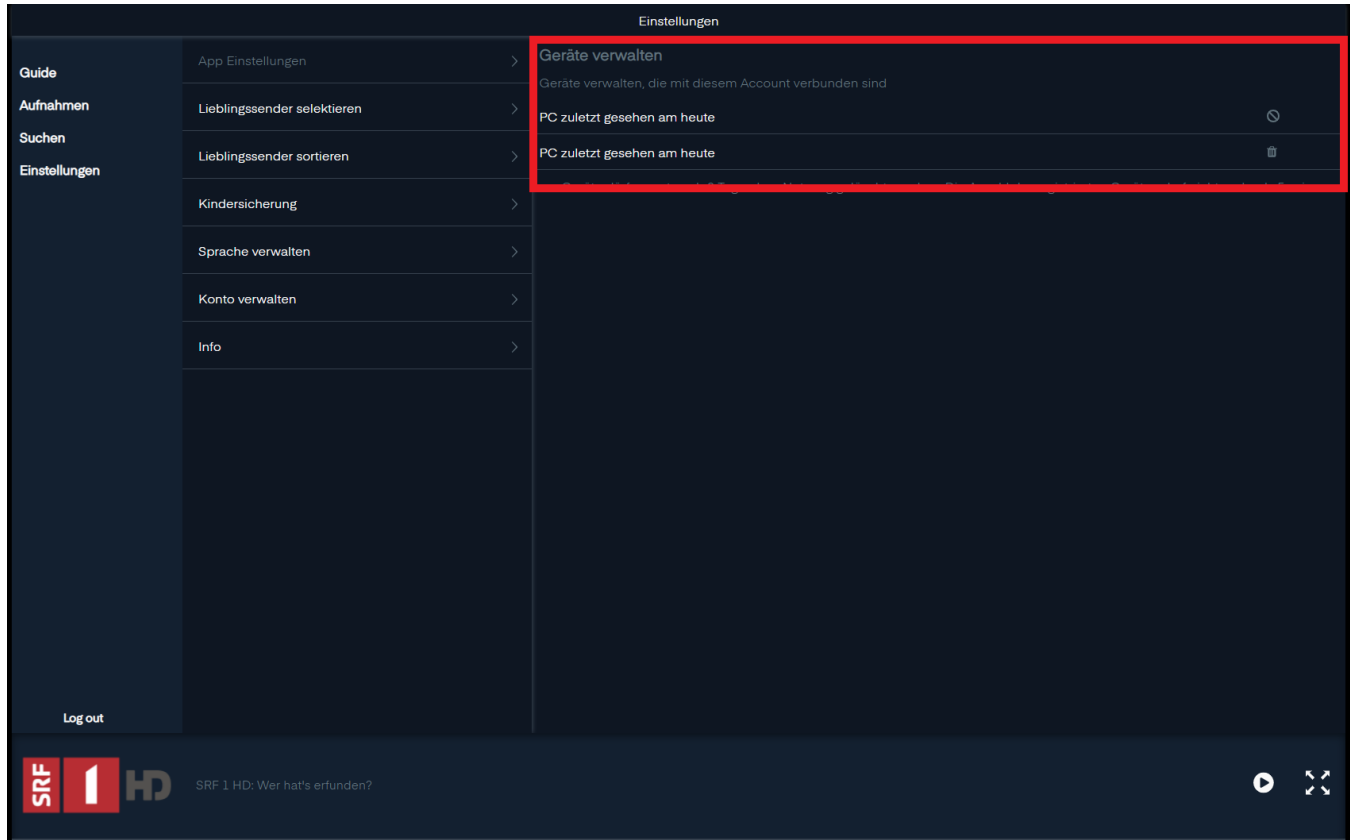 Einstellungen
Guide
Aufnahmen
Suchen
Einstellungen
Log out
App Einstellungen
Lieblingssender selektieren
Lieblingssender sortieren
Kindersicherung
Sprache verwalten
Konto verwalten
Info
Geräte verwalten
Geräte verwalten, die mit diesem Account verbunden sind
PC zuletzt gesehen am heute
PC zuletzt gesehen am heute
SRF 1 HD
SRF 1 HD: Wer hat's erfunden?